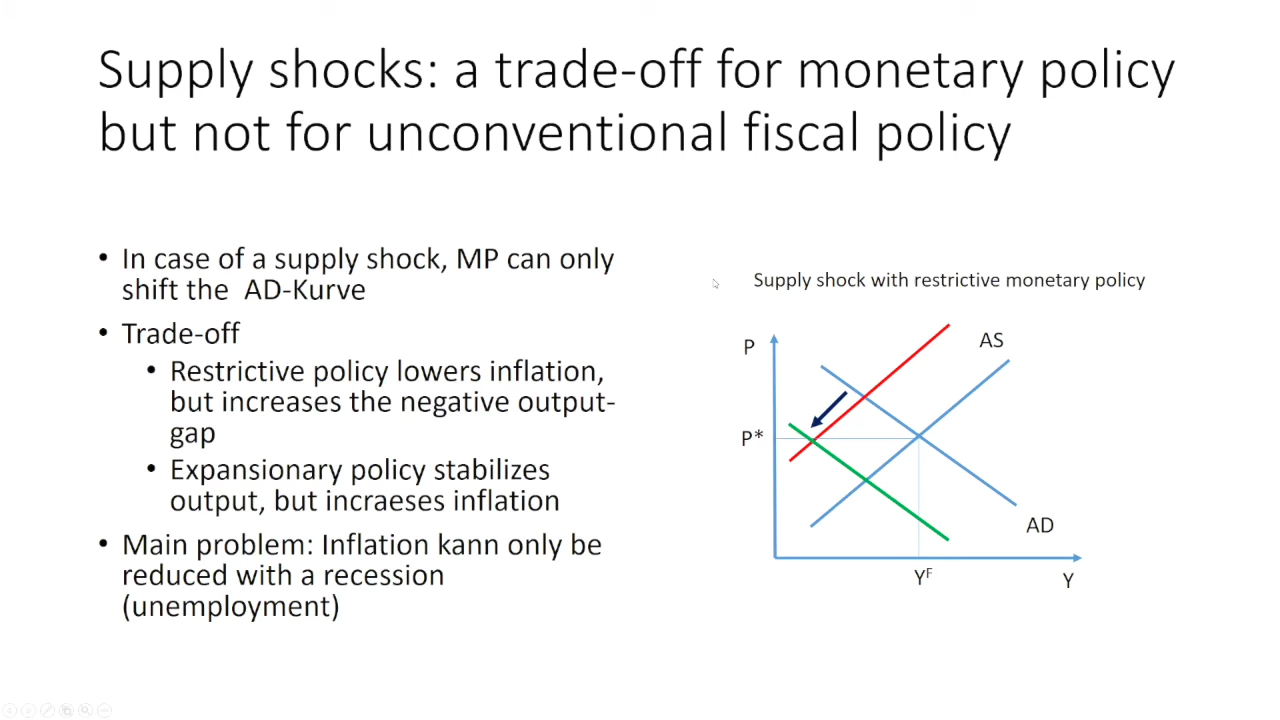 Supply shocks: a trade-off for monetary policy
but not for unconventional fiscal policy
• In case of a supply shock, MP can only
shift the AD-Kurve
• Trade-off
• Restrictive policy lowers inflation,
but increases the negative output-
gap
• Expansionary policy stabilizes
output, but incraeses inflation
• Main problem: Inflation kann only be
reduced with a recession
(unemployment)
Supply shock with restrictive monetary policy
P
AS
P*
AD
Yᶠ
Y